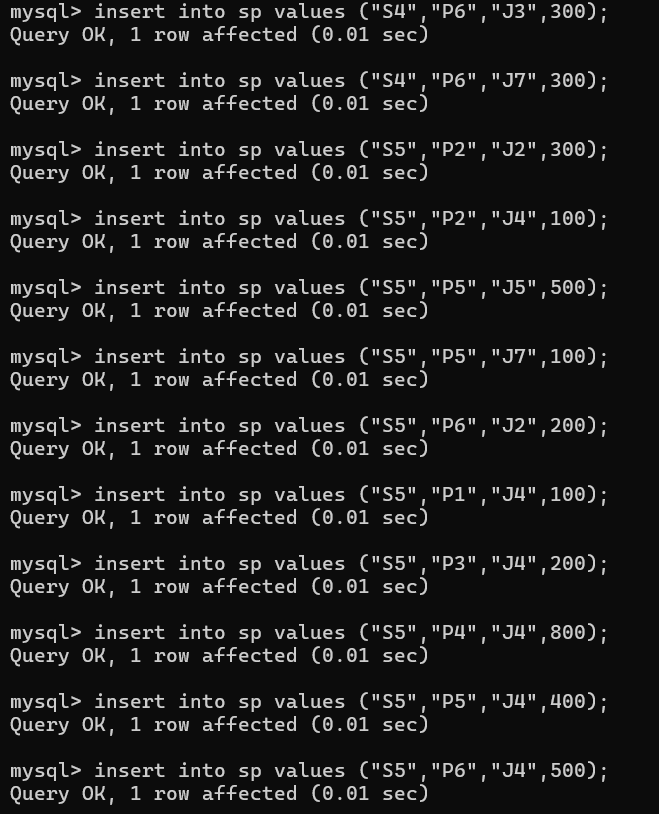 mysql> insert into sp values ("S4","P6","J3",300);
Query OK, 1 row affected (0.01 sec)
mysql> insert into sp values ("S4","P6","J7",300);
Query OK, 1 row affected (0.01 sec)
mysql> insert into sp values ("S5","P2","J2",300);
Query OK, 1 row affected (0.01 sec)
mysql> insert into sp values ("S5","P2","J4",100);
Query OK, 1 row affected (0.01 sec)
mysql> insert into sp values ("S5","P5","J5",500);
Query OK, 1 row affected (0.01 sec)
mysql> insert into sp values ("S5","P5","J7",100);
Query OK, 1 row affected (0.01 sec)
mysql> insert into sp values ("S5","P6","J2",200);
Query OK, 1 row affected (0.01 sec)
mysql> insert into sp values ("S5","P1","J4",100);
Query OK, 1 row affected (0.01 sec)
mysql> insert into sp values ("S5","P3","J4",200);
Query OK, 1 row affected (0.01 sec)
mysql> insert into sp values ("S5","P4","J4",800);
Query OK, 1 row affected (0.01 sec)
mysql> insert into sp values ("S5","P5","J4",400);
Query OK, 1 row affected (0.01 sec)
mysql> insert into sp values ("S5","P6","J4",500);
Query OK, 1 row affected (0.01 sec)